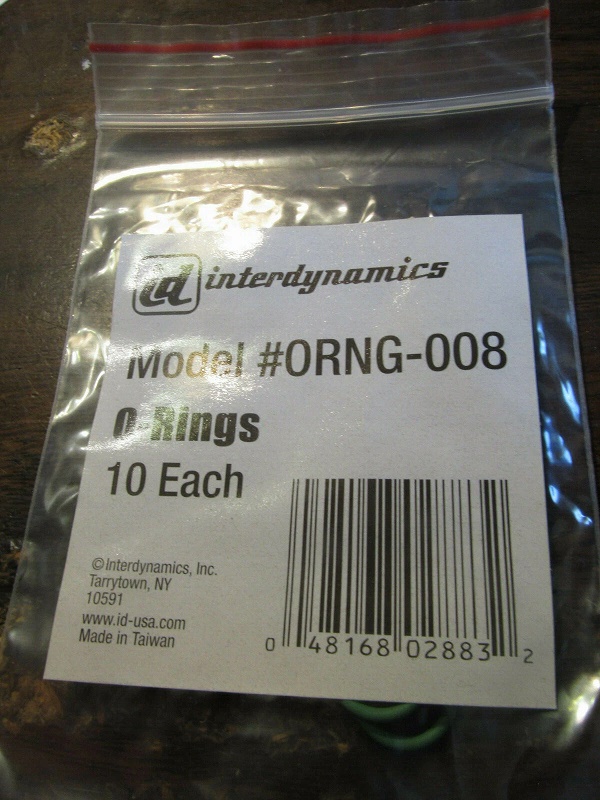 id interdynamics
Model #ORNG-008
O-Rings
10 Each
© Interdynamics, Inc.
Tarrytown, NY
10591
www.id-usa.com
Made in Taiwan
0 48168 02883 2